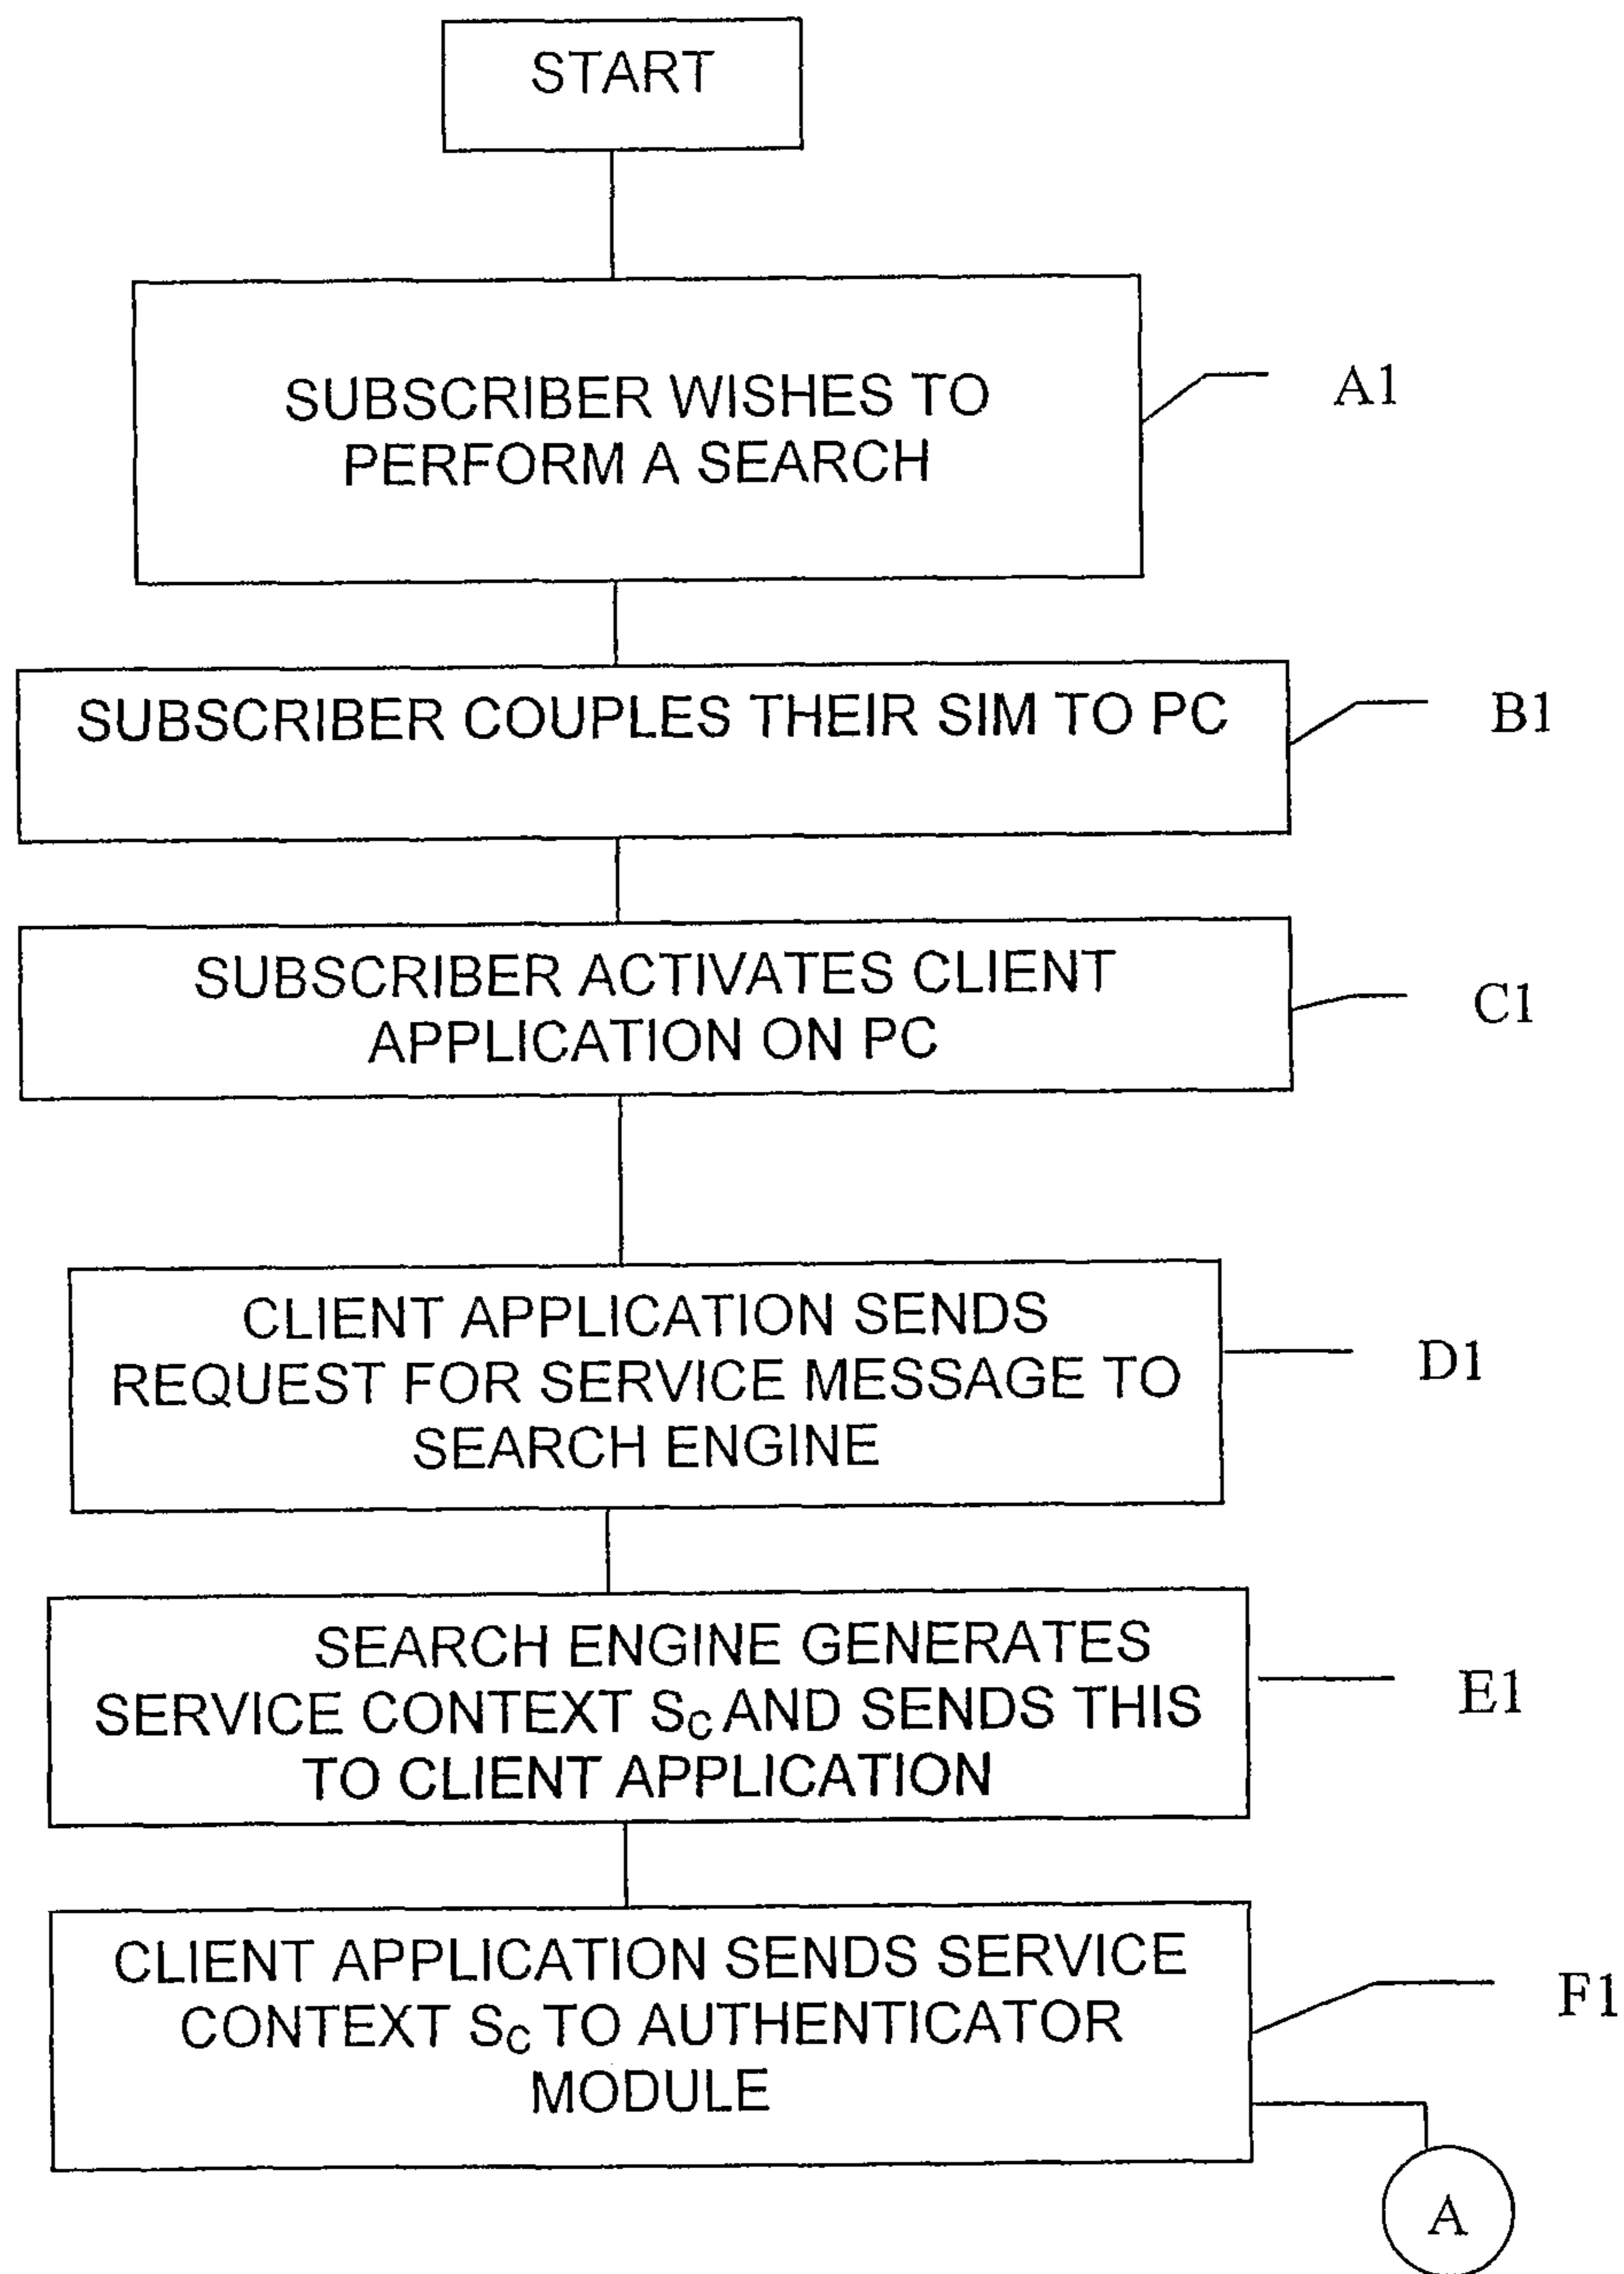 START
SUBSCRIBER WISHES TO
PERFORM A SEARCH
A1
SUBSCRIBER COUPLES THEIR SIM TO PC
B1
SUBSCRIBER ACTIVATES CLIENT
APPLICATION ON PC
C1
CLIENT APPLICATION SENDS
REQUEST FOR SERVICE MESSAGE TO
SEARCH ENGINE
D1
SEARCH ENGINE GENERATES
SERVICE CONTEXT SC AND SENDS THIS
TO CLIENT APPLICATION
E1
CLIENT APPLICATION SENDS SERVICE
CONTEXT SC TO AUTHENTICATOR
MODULE
F1
A